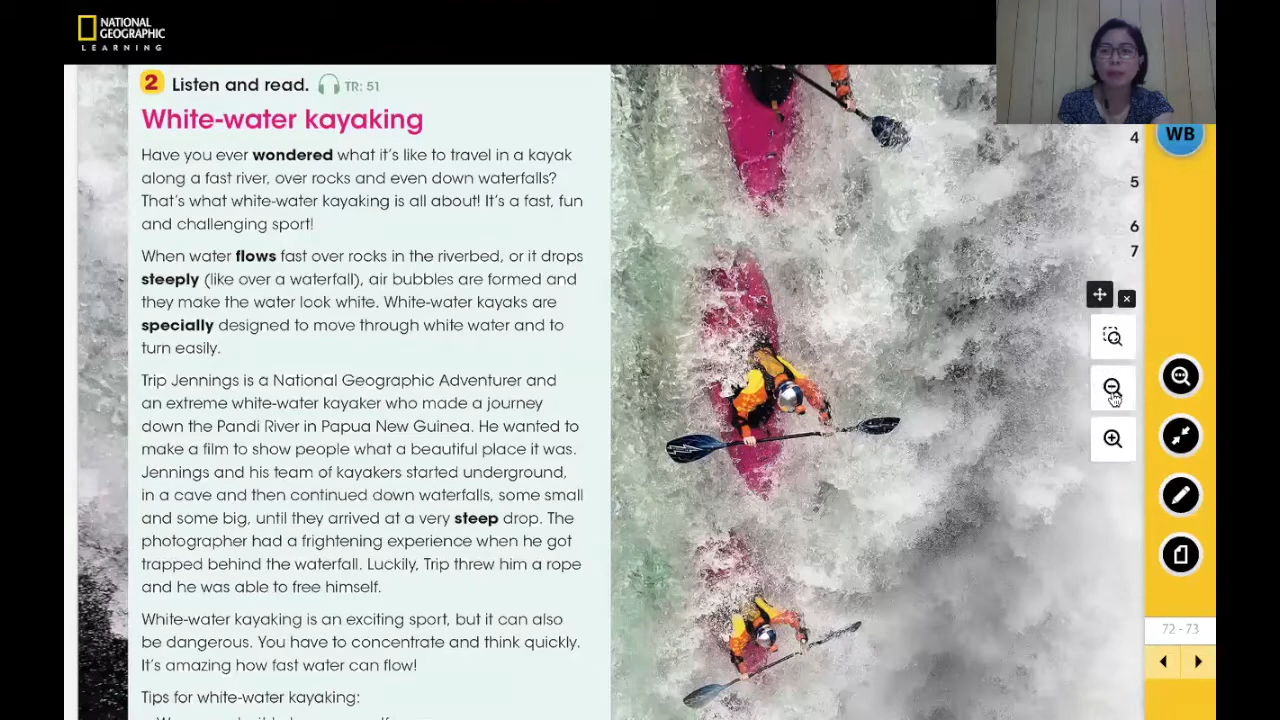 NATIONAL
GEOGRAPHIC
LEARNING
2 Listen and read. TR: 51
White-water kayaking
Have you ever wondered what it's like to travel in a kayak
along a fast river, over rocks and even down waterfalls?
That's what white-water kayaking is all about! It's a fast, fun
and challenging sport!
When water flows fast over rocks in the riverbed, or it drops
steeply (like over a waterfall), air bubbles are formed and
they make the water look white. White-water kayaks are
specially designed to move through white water and to
turn easily.
Trip Jennings is a National Geographic Adventurer and
an extreme white-water kayaker who made a journey
down the Pandi River in Papua New Guinea. He wanted to
make a film to show people what a beautiful place it was.
Jennings and his team of kayakers started underground,
in a cave and then continued down waterfalls, some small
and some big, until they arrived at a very steep drop. The
photographer had a frightening experience when he got
trapped behind the waterfall. Luckily, Trip threw him a rope
and he was able to free himself.
White-water kayaking is an exciting sport, but it can also
be dangerous. You have to concentrate and think quickly.
It's amazing how fast water can flow!
Tips for white-water kayaking:
WB
4
5
6
7
72 - 73